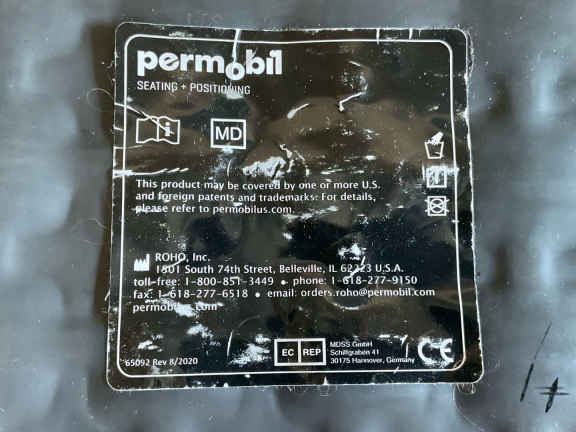 permobil
SEATING + POSITIONING
MD
This product may be covered by one or more U.S.
and foreign patents and trademarks. For details,
please refer to permobilus.com.
ROHO, Inc.
1501 South 74th Street, Belleville, IL 62223 U.S.A.
toll-free: 1-800-851-3449 • phone: 1-618-277-9150
fax: 1-618-277-6518 • email: orders.roho@permobil.com
EC REP
MDSS GmbH
Schiffgraben 41
30175 Hannover, Germany
CE
65092 Rev 8/2020